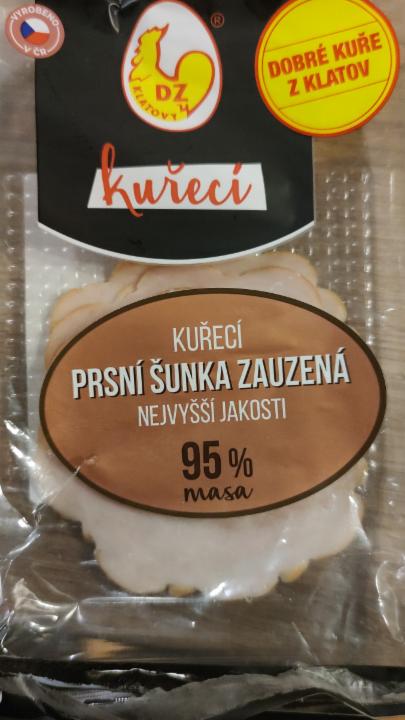 VYROBENO
V ČR
®
DZ
KLATOVY
DOBRÉ KUŘE
Z KLATOV
kuřecí
KUŘECÍ
PRSNÍ ŠUNKA ZAUZENÁ
NEJVYŠŠÍ JAKOSTI
95 %
masa